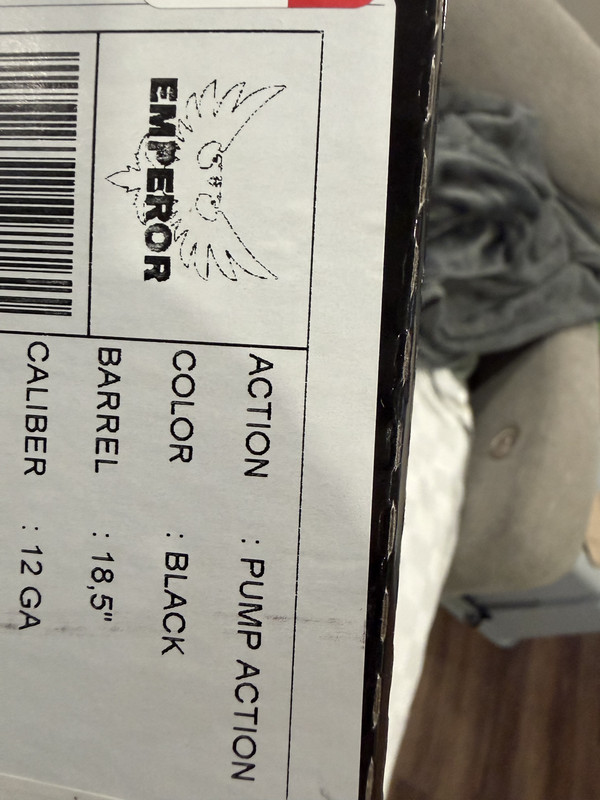 EMPEROR
ACTION : PUMP ACTION
COLOR : BLACK
BARREL : 18,5"
CALIBER : 12 GA